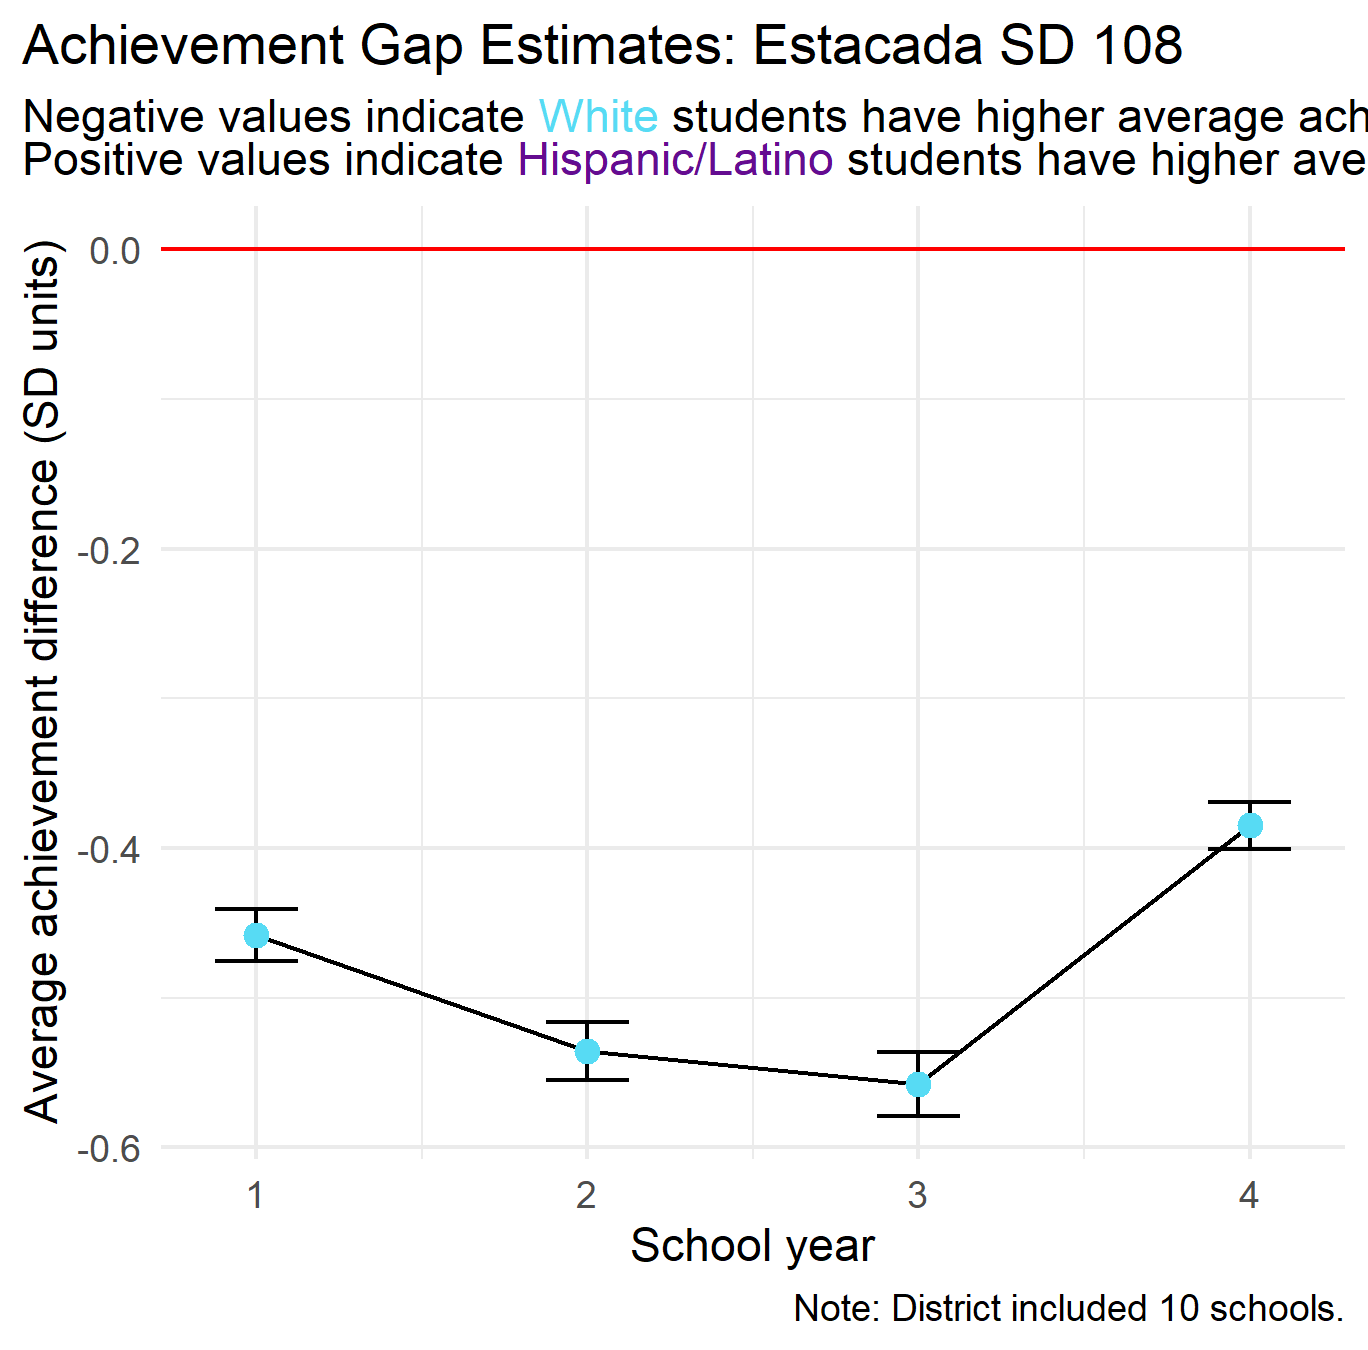 Achievement Gap Estimates: Estacada SD 108
Negative values indicate White students have higher average ach
Positive values indicate Hispanic/Latino students have higher ave
Average achievement difference (SD units)
0.0
-0.2
-0.4
-0.6
1 2 3 4
School year
Note: District included 10 schools.